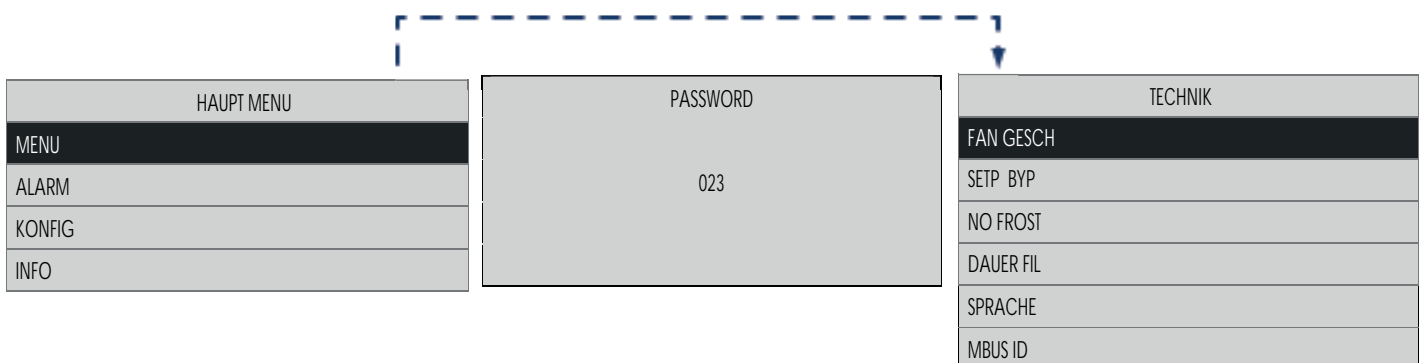 HAUPT MENU
MENU
ALARM
KONFIG
INFO
PASSWORD
023
TECHNIK
FAN GESCH
SETP BYP
NO FROST
DAUER FIL
SPRACHE
MBUS ID